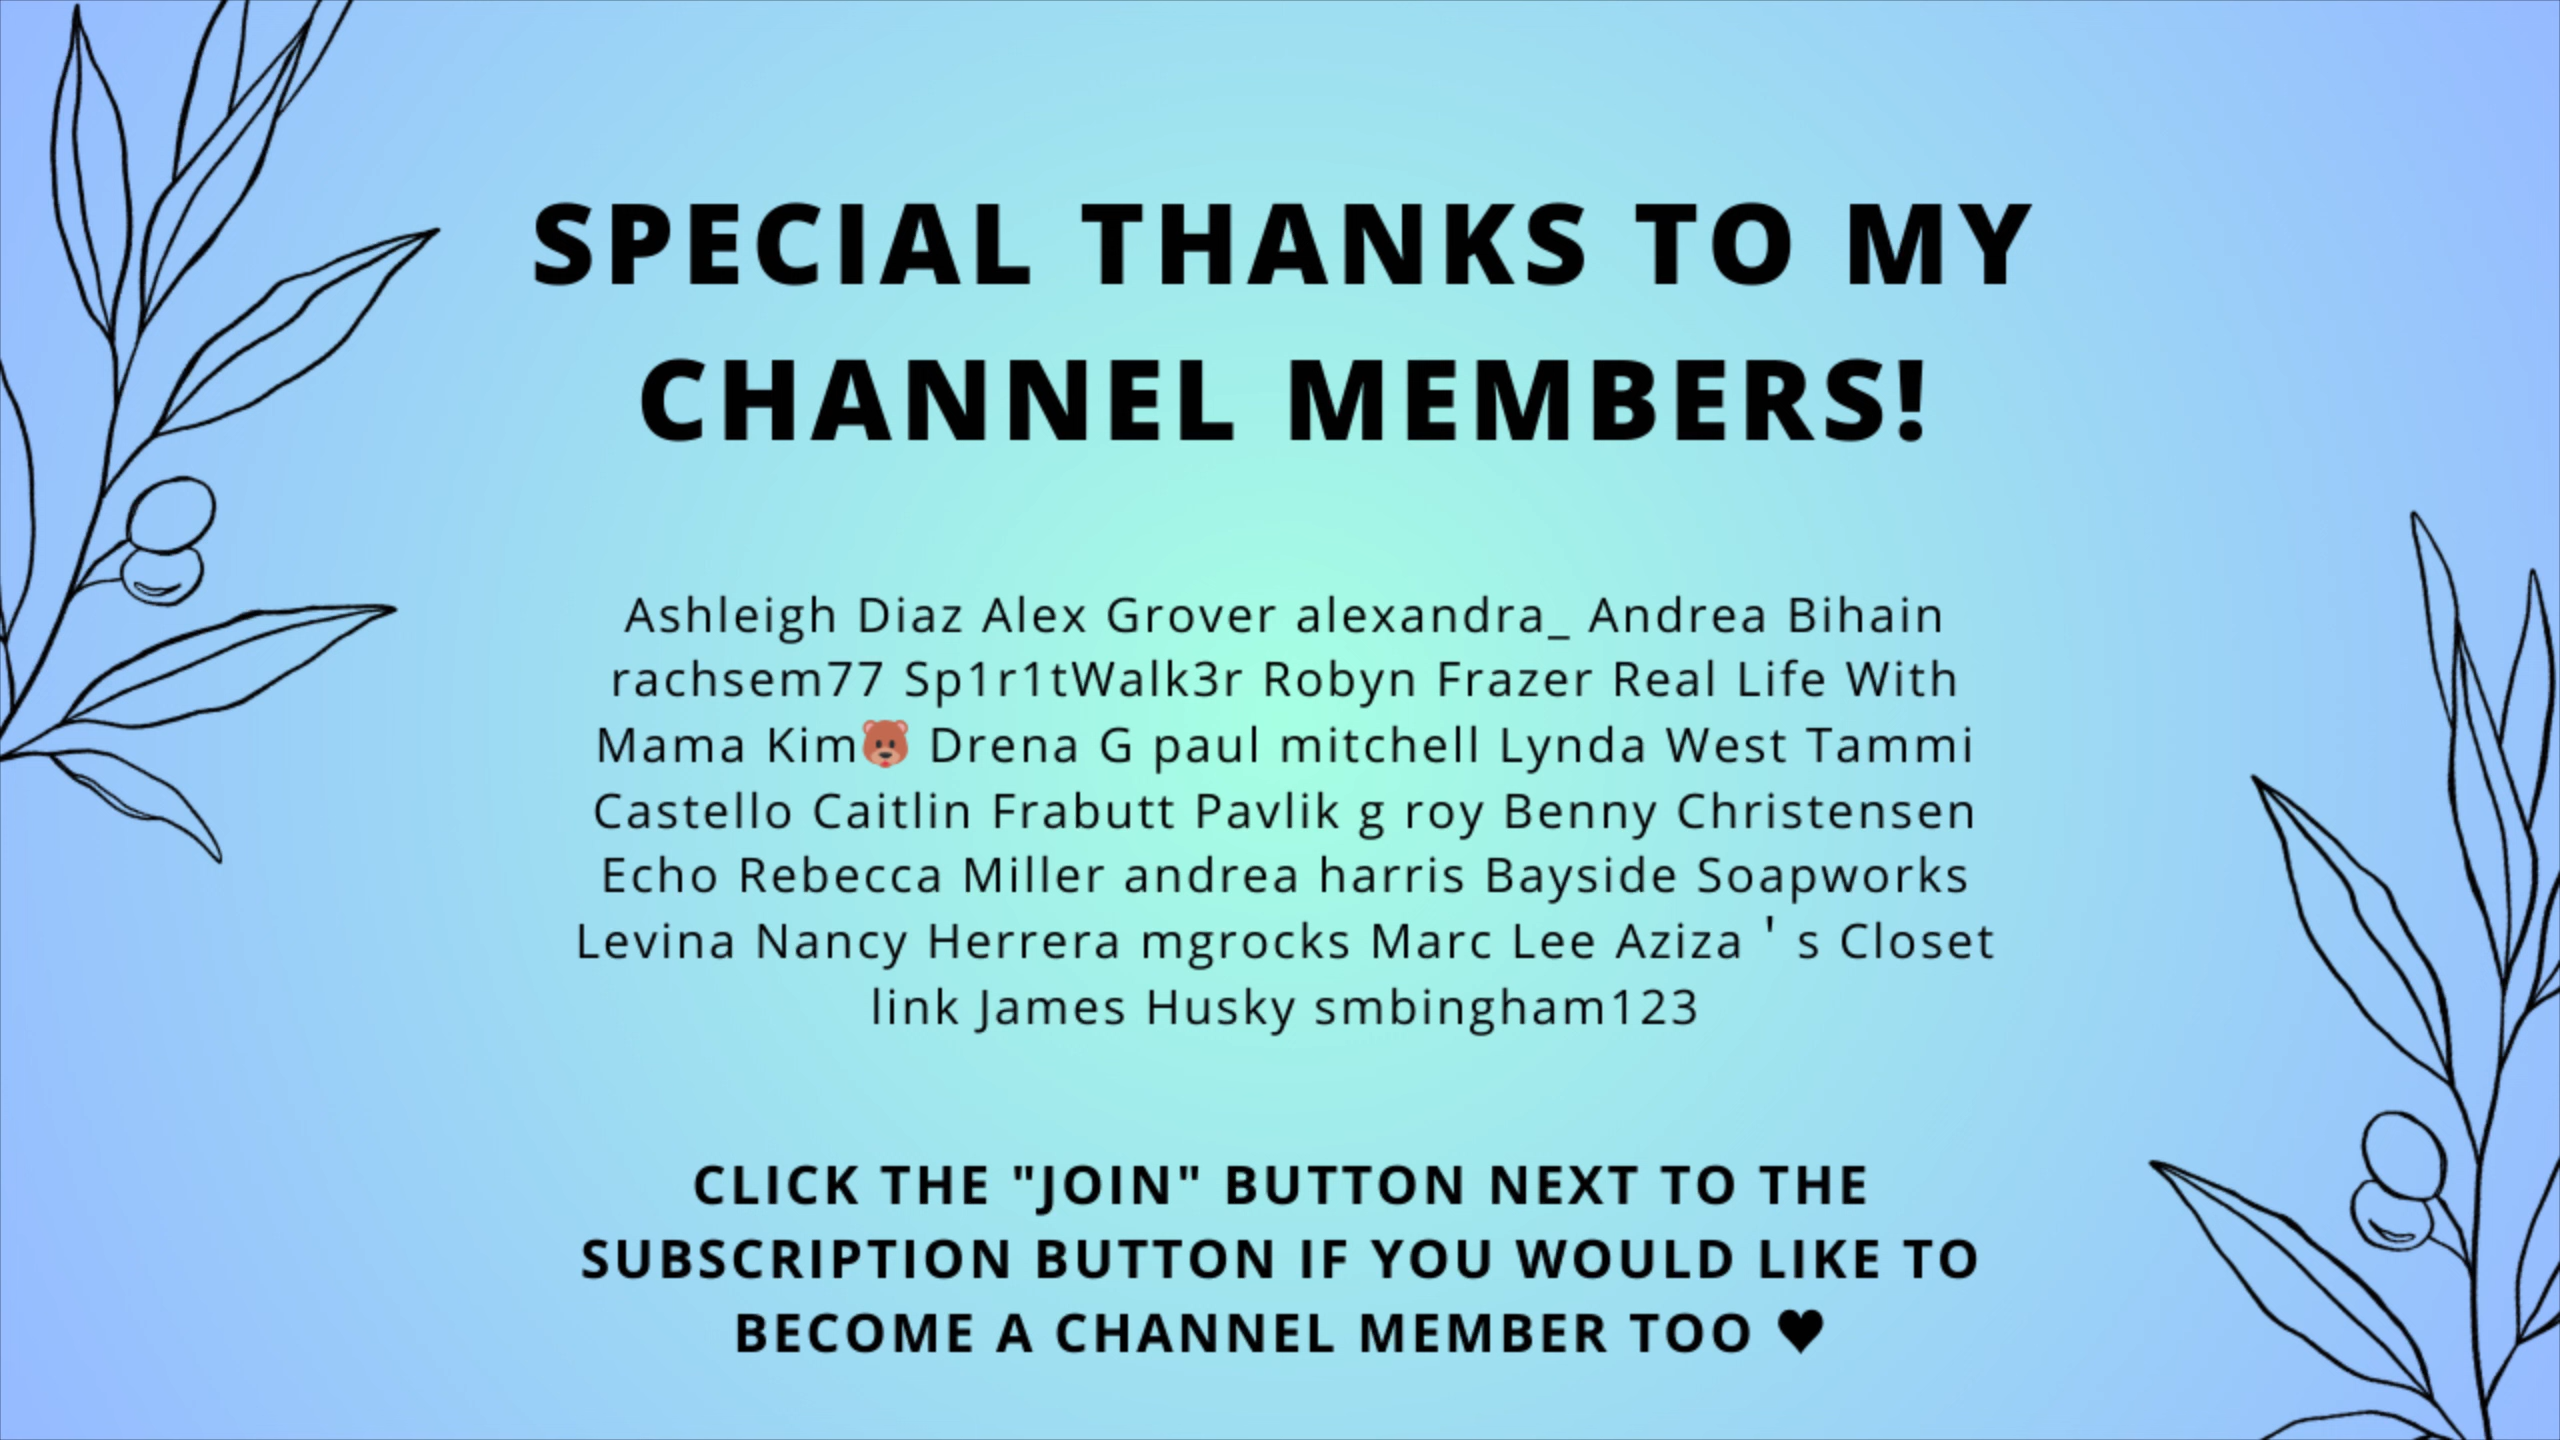 SPECIAL THANKS TO MY
CHANNEL MEMBERS!
Ashleigh Diaz Alex Grover alexandra_ Andrea Bihain
rachsem77 Sp1r1tWalk3r Robyn Frazer Real Life With
Mama Kim🐻 Drena G paul mitchell Lynda West Tammi
Castello Caitlin Frabutt Pavlik g roy Benny Christensen
Echo Rebecca Miller andrea harris Bayside Soapworks
Levina Nancy Herrera mgrocks Marc Lee Aziza ' s Closet
link James Husky smbingham123
CLICK THE "JOIN" BUTTON NEXT TO THE
SUBSCRIPTION BUTTON IF YOU WOULD LIKE TO
BECOME A CHANNEL MEMBER TOO ♥